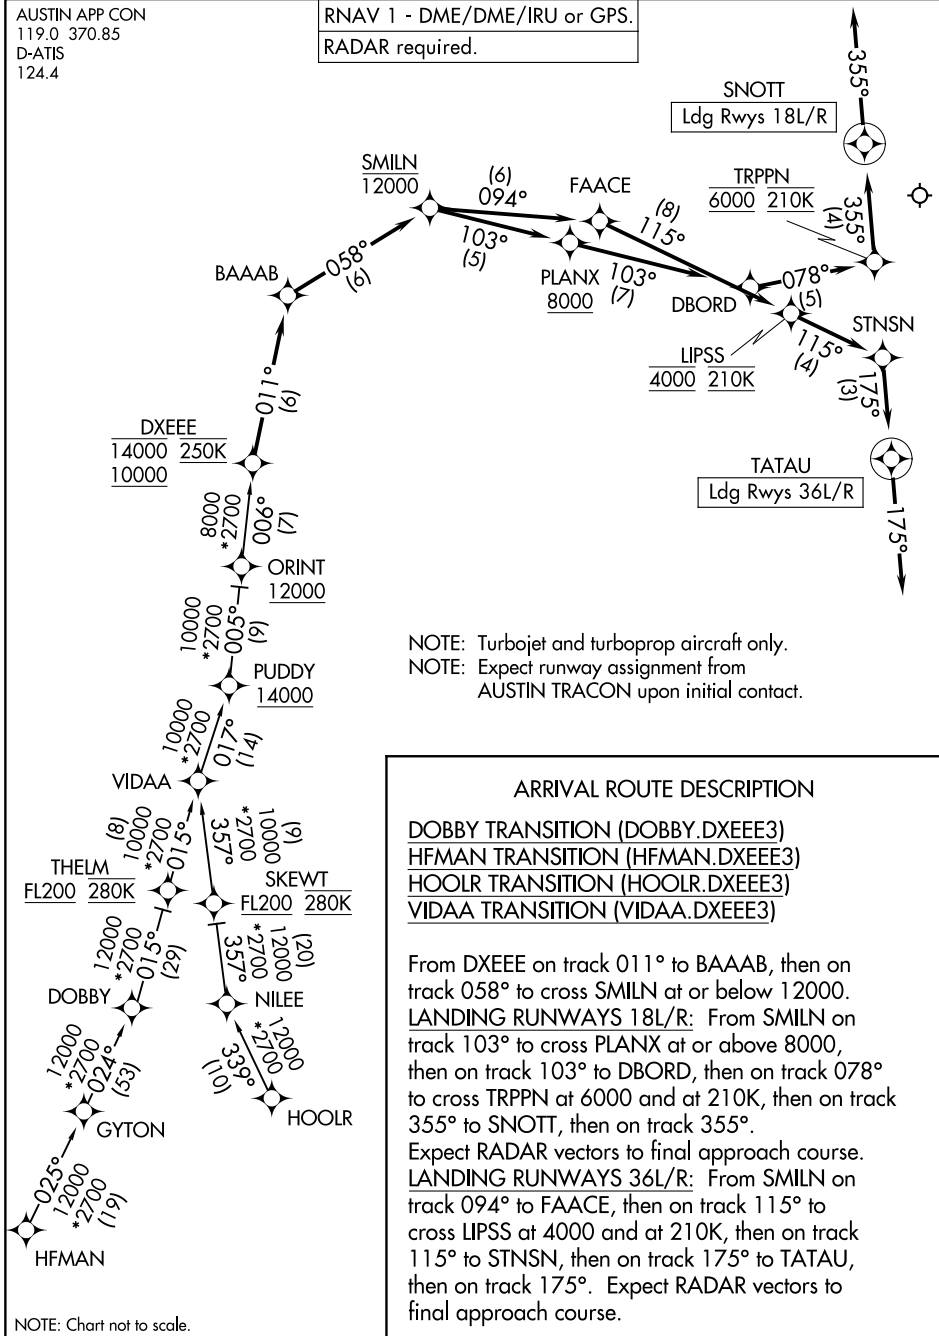 AUSTIN APP CON
119.0 370.85
D-ATIS
124.4
RNAV 1 - DME/DME/IRU or GPS.
RADAR required.
355°
SNOTT
Ldg Rwys 18L/R
TRPPN
6000 210K
355°
(4)
SMILN
12000
(6)
094°
FAACE
(8)
115°
103°
(5)
PLANX
8000
103°
(7)
DBORD
078°
(5)
BAAAB
058°
(6)
LIPSS
4000 210K
115°
(4)
STNSN
175°
(3)
TATAU
Ldg Rwys 36L/R
175°
011°
(6)
DXEEE
14000 250K
10000
8000
*2700
006°
(7)
ORINT
12000
10000
*2700
005°
(9)
PUDDY
14000
10000
*2700
017°
(14)
VIDAA
(8)
10000
*2700
015°
(9)
10000
*2700
357°
THELM
FL200 280K
SKEWT
FL200 280K
12000
*2700
015°
(29)
(20)
12000
*2700
357°
DOBBY
NILEE
12000
*2700
024°
(53)
12000
*2700
339°
(10)
GYTON
HOOLR
025°
12000
*2700
(19)
HFMAN
NOTE: Chart not to scale.
NOTE: Turbojet and turboprop aircraft only.
NOTE: Expect runway assignment from
AUSTIN TRACON upon initial contact.
ARRIVAL ROUTE DESCRIPTION
DOBBY TRANSITION (DOBBY.DXEEE3)
HFMAN TRANSITION (HFMAN.DXEEE3)
HOOLR TRANSITION (HOOLR.DXEEE3)
VIDAA TRANSITION (VIDAA.DXEEE3)
From DXEEE on track 011° to BAAAB, then on
track 058° to cross SMILN at or below 12000.
LANDING RUNWAYS 18L/R: From SMILN on
track 103° to cross PLANX at or above 8000,
then on track 103° to DBORD, then on track 078°
to cross TRPPN at 6000 and at 210K, then on track
355° to SNOTT, then on track 355°.
Expect RADAR vectors to final approach course.
LANDING RUNWAYS 36L/R: From SMILN on
track 094° to FAACE, then on track 115° to
cross LIPSS at 4000 and at 210K, then on track
115° to STNSN, then on track 175° to TATAU,
then on track 175°. Expect RADAR vectors to
final approach course.